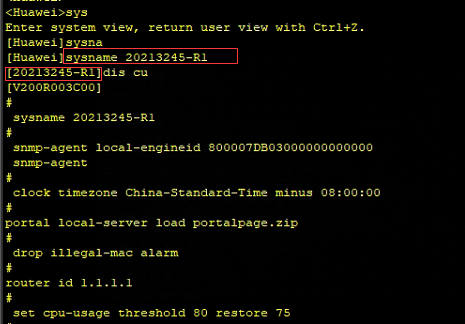 <Huawei>sys
Enter system view, return user view with Ctrl+Z.
[Huawei]sysna
[Huawei]sysname 20213245-R1
[20213245-R1]dis cu
[V200R003C00]
#
sysname 20213245-R1
#
snmp-agent local-engineid 800007DB03000000000000
snmp-agent
#
clock timezone China-Standard-Time minus 08:00:00
#
portal local-server load portalpage.zip
#
drop illegal-mac alarm
#
router id 1.1.1.1
#
set cpu-usage threshold 80 restore 75